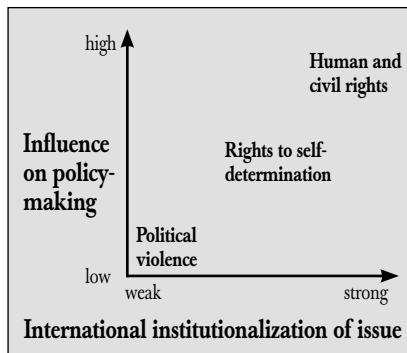 high
Human and
civil rights
Influence
on policy-
making
Rights to self-
determination
Political
violence
low
weak
strong
International institutionalization of issue